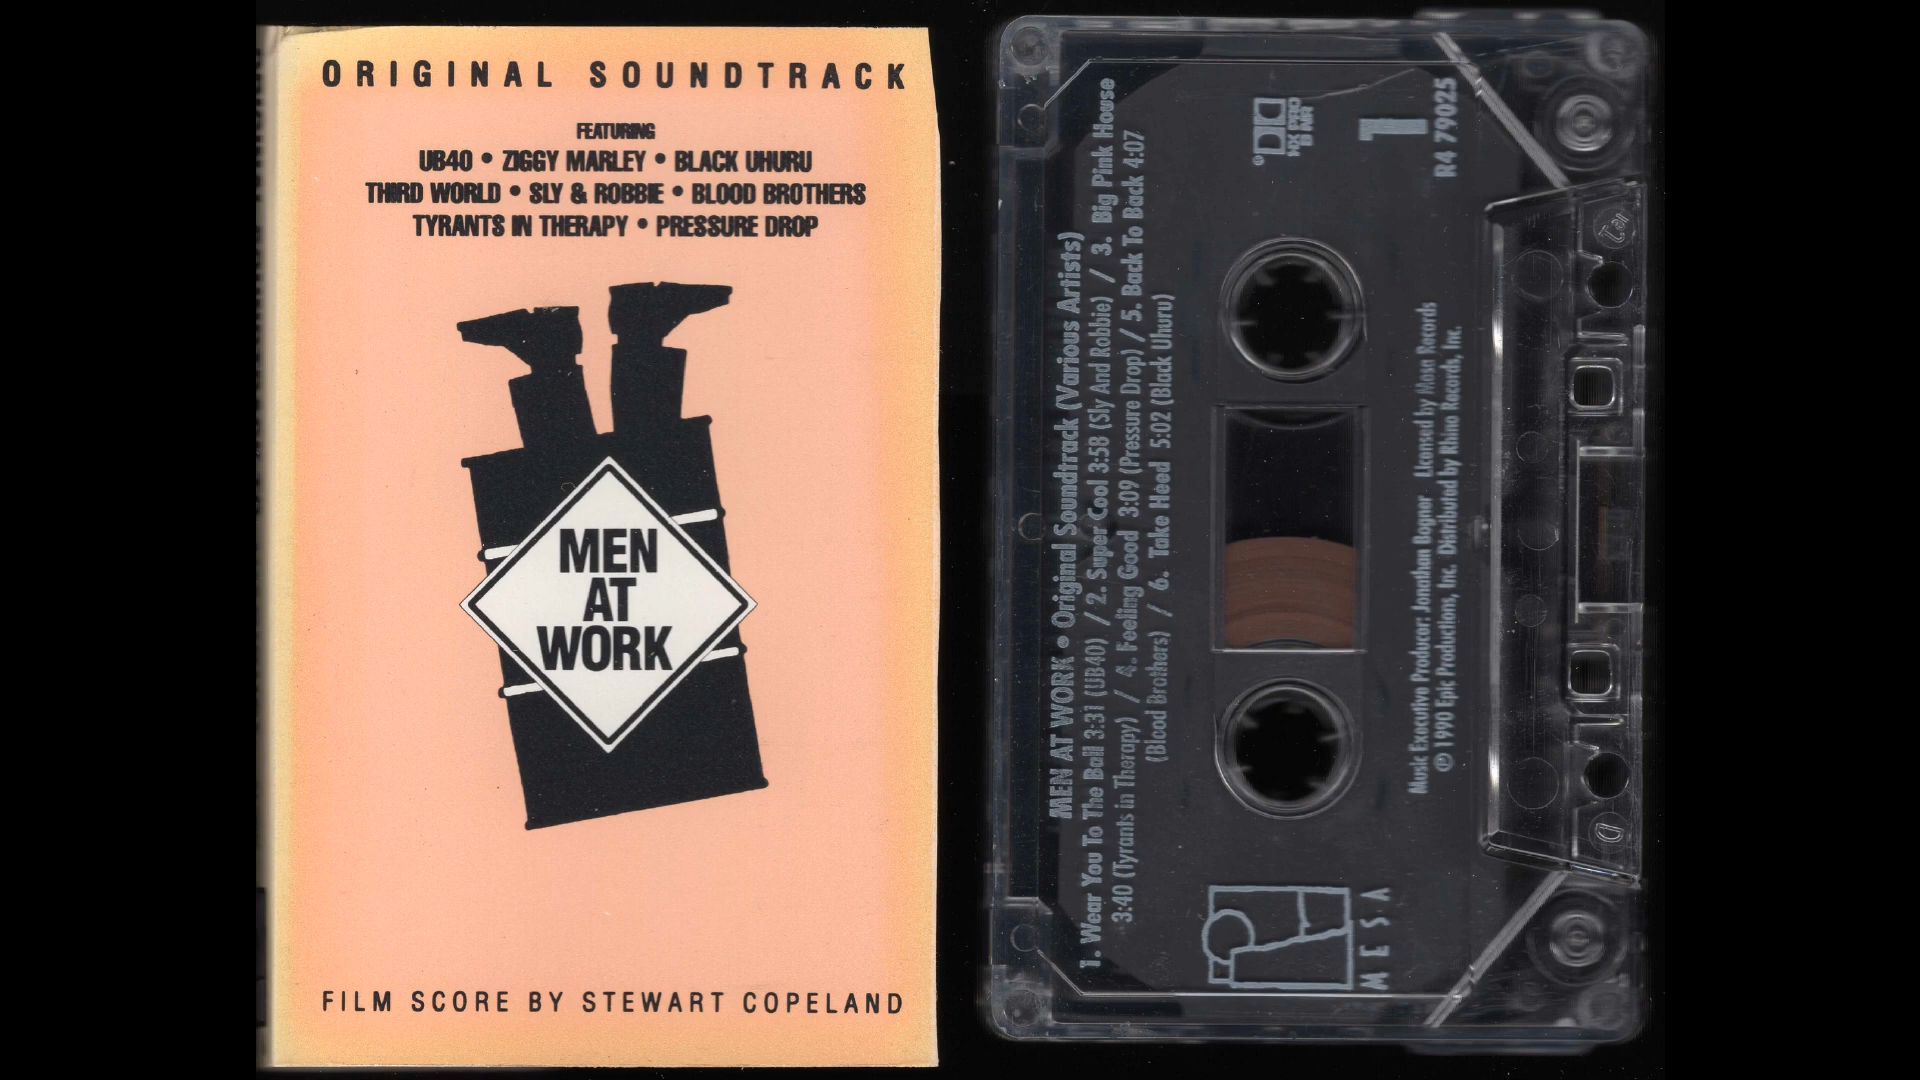 ORIGINAL SOUNDTRACK
FEATURING
UB40 • ZIGGY MARLEY • BLACK UHURU
THIRD WORLD • SLY & ROBBIE • BLOOD BROTHERS
TYRANTS IN THERAPY • PRESSURE DROP
MEN
AT
WORK
FILM SCORE BY STEWART COPELAND
MEN AT WORK • Original Soundtrack (Various Artists)
1. Wear You To The Ball 3:31 (UB40) / 2. Super Cool 3:58 (Sly And Robbie) / 3. Big Pink House
3:40 (Tyrants in Therapy) / 4. Feeling Good 3:09 (Pressure Drop) / 5. Back To Back 4:07
(Blood Brothers) / 6. Take Heed 5:02 (Black Uhuru)
MESA
1
R4 79025
Music Executive Producer: Jonathan Bogner Licensed by Mesa Records
℗ 1990 Epic Productions, Inc. Distributed by Rhino Records, Inc.